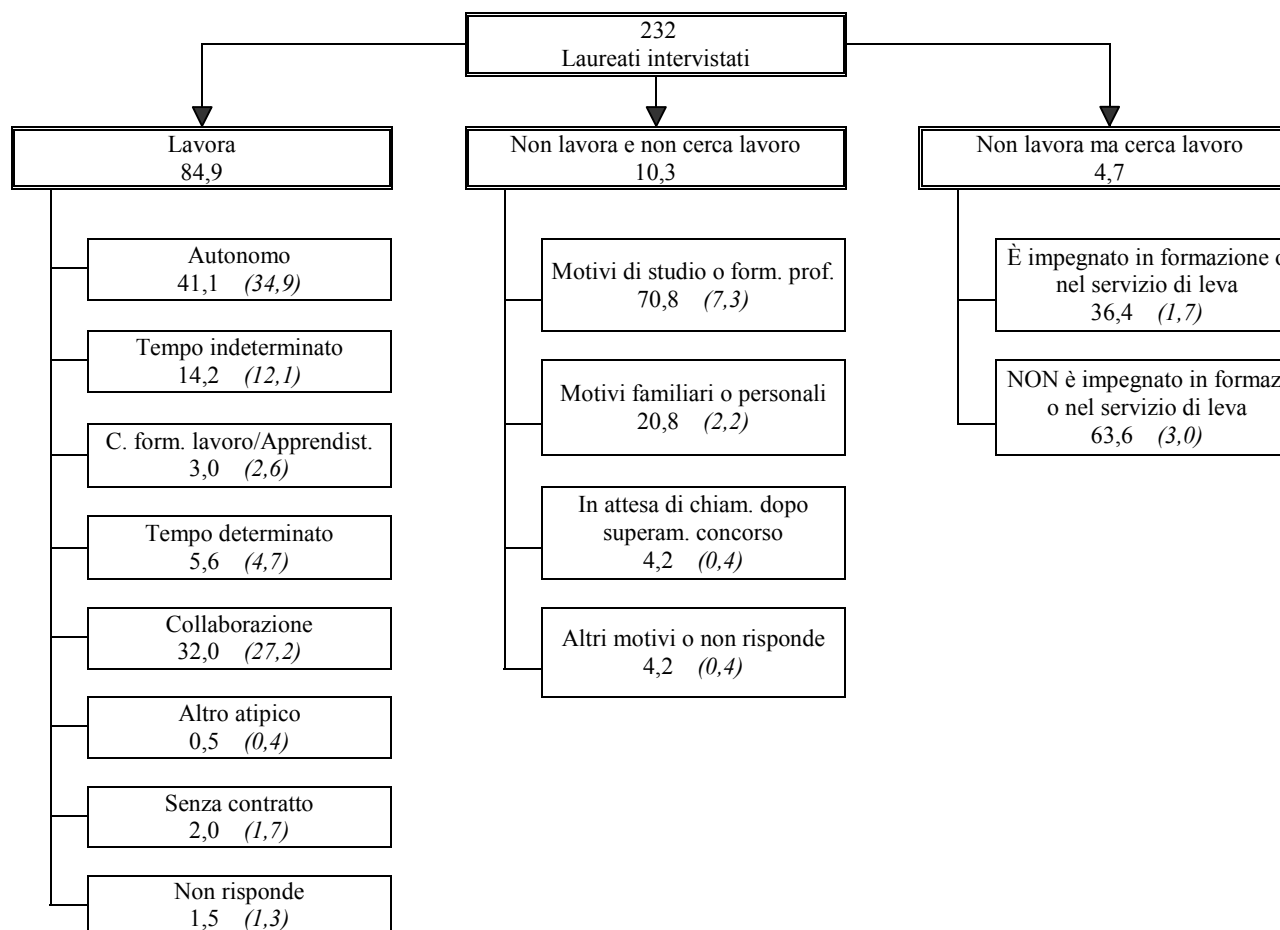 232
Laureati intervistati
Lavora
84,9
Autonomo
41,1 (34,9)
Tempo indeterminato
14,2 (12,1)
C. form. lavoro/Apprendist.
3,0 (2,6)
Tempo determinato
5,6 (4,7)
Collaborazione
32,0 (27,2)
Altro atipico
0,5 (0,4)
Senza contratto
2,0 (1,7)
Non risponde
1,5 (1,3)
Non lavora e non cerca lavoro
10,3
Motivi di studio o form. prof.
70,8 (7,3)
Motivi familiari o personali
20,8 (2,2)
In attesa di chiam. dopo
superam. concorso
4,2 (0,4)
Altri motivi o non risponde
4,2 (0,4)
Non lavora ma cerca lavoro
4,7
È impegnato in formazione
nel servizio di leva
36,4 (1,7)
NON è impegnato in
o nel servizio di leva
63,6 (3,0)